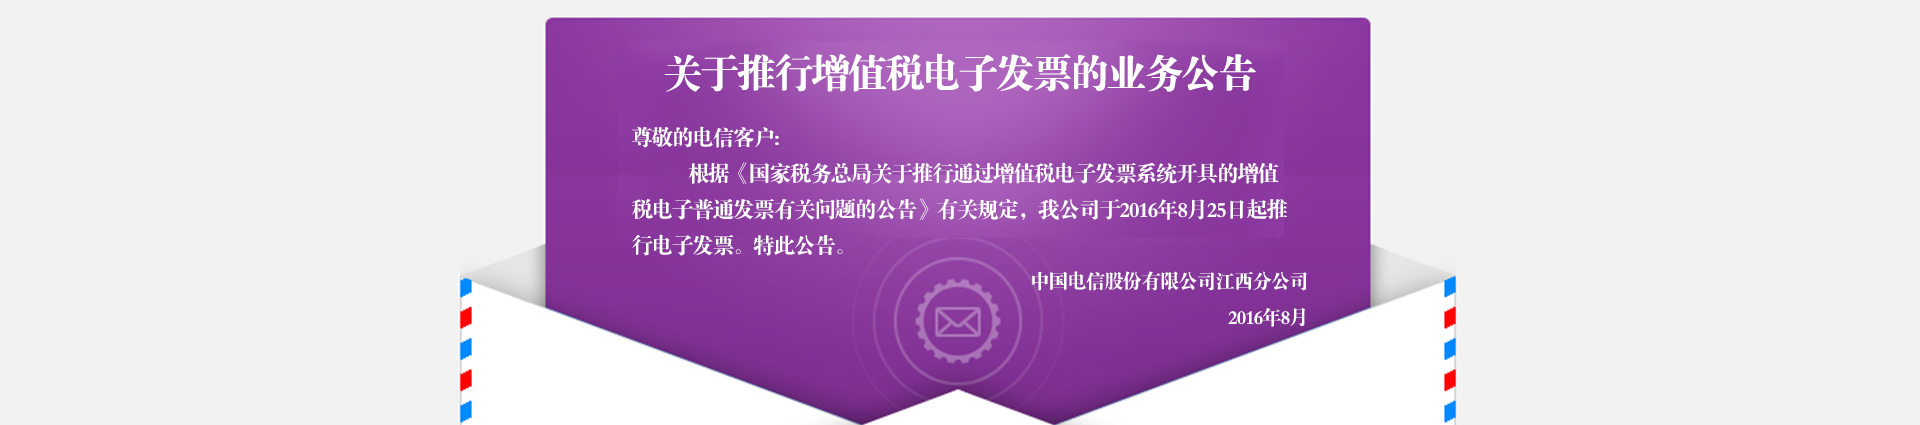 关于推行增值税电子发票的业务公告
尊敬的电信客户:
根据《国家税务总局关于推行通过增值税电子发票系统开具的增值
税电子普通发票有关问题的公告》有关规定，我公司于2016年8月25日起推
行电子发票。特此公告。
中国电信股份有限公司江西分公司
2016年8月